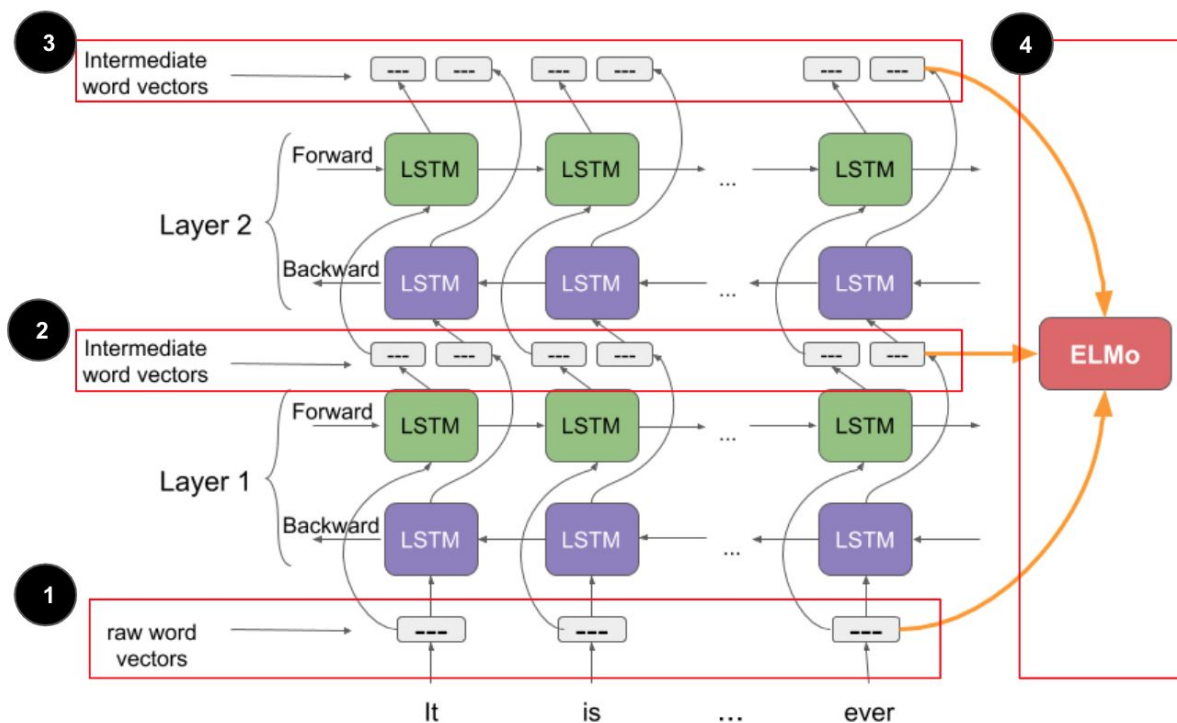 3
4
Intermediate
word vectors
--- --- --- --- --- ---
Forward
LSTM LSTM ... LSTM
Layer 2
Backward
LSTM LSTM ... LSTM
2
Intermediate
word vectors
--- --- --- --- --- ---
ELMo
Forward
LSTM LSTM ... LSTM
Layer 1
Backward
LSTM LSTM ... LSTM
1
raw word
vectors
--- --- ---
It is ... ever